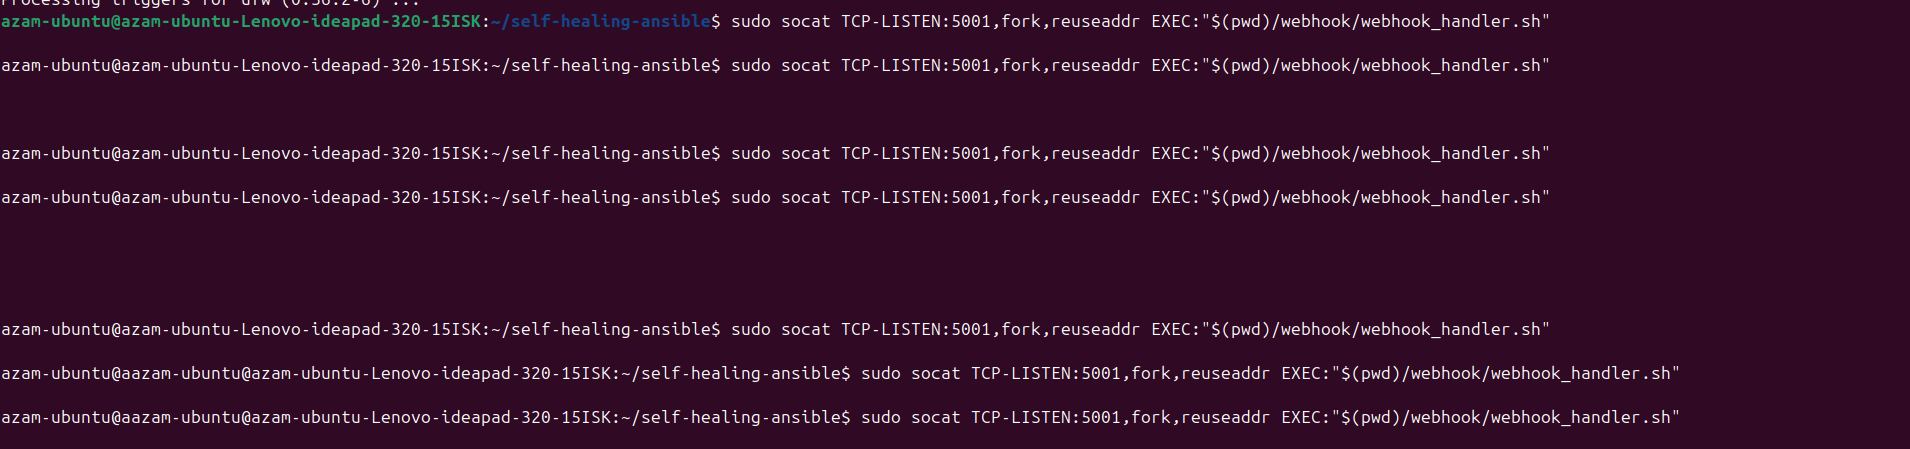 Processing triggers for ufw (0.36.2-6) ...
azam-ubuntu@azam-ubuntu-Lenovo-ideapad-320-15ISK:~/self-healing-ansible$ sudo socat TCP-LISTEN:5001,fork,reuseaddr EXEC:"$(pwd)/webhook/webhook_handler.sh"
azam-ubuntu@azam-ubuntu-Lenovo-ideapad-320-15ISK:~/self-healing-ansible$ sudo socat TCP-LISTEN:5001,fork,reuseaddr EXEC:"$(pwd)/webhook/webhook_handler.sh"
azam-ubuntu@azam-ubuntu-Lenovo-ideapad-320-15ISK:~/self-healing-ansible$ sudo socat TCP-LISTEN:5001,fork,reuseaddr EXEC:"$(pwd)/webhook/webhook_handler.sh"
azam-ubuntu@azam-ubuntu-Lenovo-ideapad-320-15ISK:~/self-healing-ansible$ sudo socat TCP-LISTEN:5001,fork,reuseaddr EXEC:"$(pwd)/webhook/webhook_handler.sh"
azam-ubuntu@azam-ubuntu-Lenovo-ideapad-320-15ISK:~/self-healing-ansible$ sudo socat TCP-LISTEN:5001,fork,reuseaddr EXEC:"$(pwd)/webhook/webhook_handler.sh"
azam-ubuntu@aazam-ubuntu@azam-ubuntu-Lenovo-ideapad-320-15ISK:~/self-healing-ansible$ sudo socat TCP-LISTEN:5001,fork,reuseaddr EXEC:"$(pwd)/webhook/webhook_handler.sh"
azam-ubuntu@aazam-ubuntu@azam-ubuntu-Lenovo-ideapad-320-15ISK:~/self-healing-ansible$ sudo socat TCP-LISTEN:5001,fork,reuseaddr EXEC:"$(pwd)/webhook/webhook_handler.sh"